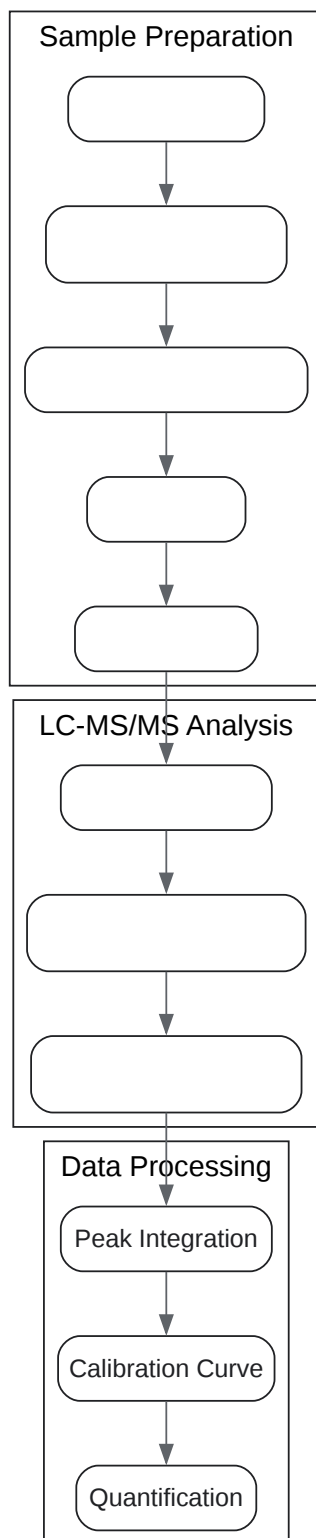 Sample Preparation
LC-MS/MS Analysis
Data Processing
Peak Integration
Calibration Curve
Quantification